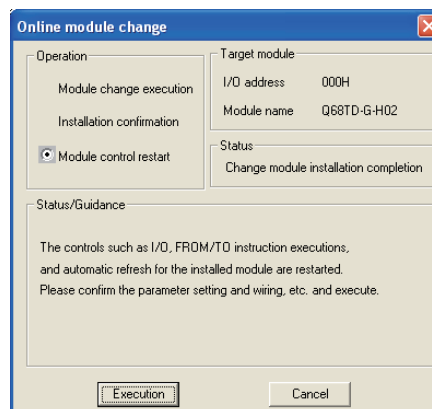 Online module change
Operation
Module change execution
Installation confirmation
Module control restart
Target module
I/O address 000H
Module name Q68TD-G-H02
Status
Change module installation completion
Status/Guidance
The controls such as I/O, FROM/TO instruction executions,
and automatic refresh for the installed module are restarted.
Please confirm the parameter setting and wiring, etc. and execute.
Execution Cancel